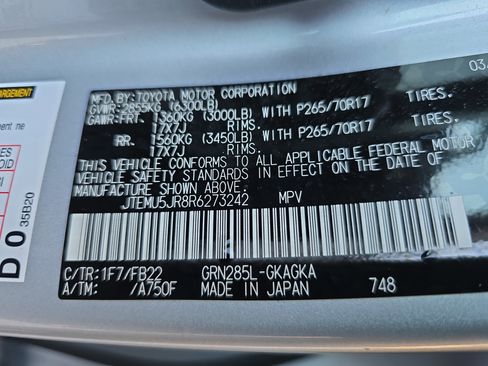 03.
MFD.BY:TOYOTA MOTOR CORPORATION
GVWR:2855KG (6300LB)
GAWR:FRT. 1360KG (3000LB) WITH P265/70R17 TIRES.
17X7J RIMS.
RR. 1560KG (3450LB) WITH P265/70R17 TIRES.
17X7J RIMS.
THIS VEHICLE CONFORMS TO ALL APPLICABLE FEDERAL MOTOR
VEHICLE SAFETY STANDARDS IN EFFECT ON THE DATE OF
JTEMU5JR8R6273242 MPV
C/TR:1F7/FB22 GRN285L-GKAGKA
A/TM: /A750F MADE IN JAPAN 748
D 0 35B20